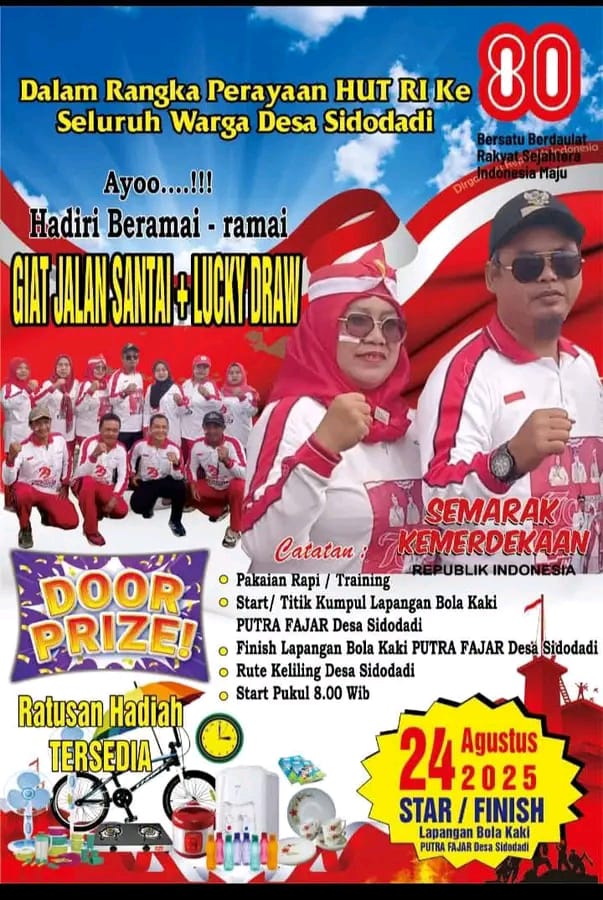 Dalam Rangka Perayaan HUT RI Ke
80
Seluruh Warga Desa Sidodadi
Bersatu Berdaulat
Rakyat Sejahtera
Indonesia Maju
Ayoo....!!!
Hadiri Beramai - ramai
GIAT JALAN SANTAI + LUCKY DRAW
SEMARAK
KEMERDEKAAN
REPUBLIK INDONESIA
Catatan :
Pakaian Rapi / Training
Start/ Titik Kumpul Lapangan Bola Kaki
PUTRA FAJAR Desa Sidodadi
Finish Lapangan Bola Kaki PUTRA FAJAR Desa Sidodadi
Rute Keliling Desa Sidodadi
Start Pukul 8.00 Wib
DOOR
PRIZE!
Ratusan Hadiah
TERSEDIA
24 Agustus
2025
STAR / FINISH
Lapangan Bola Kaki
PUTRA FAJAR Desa Sidodadi